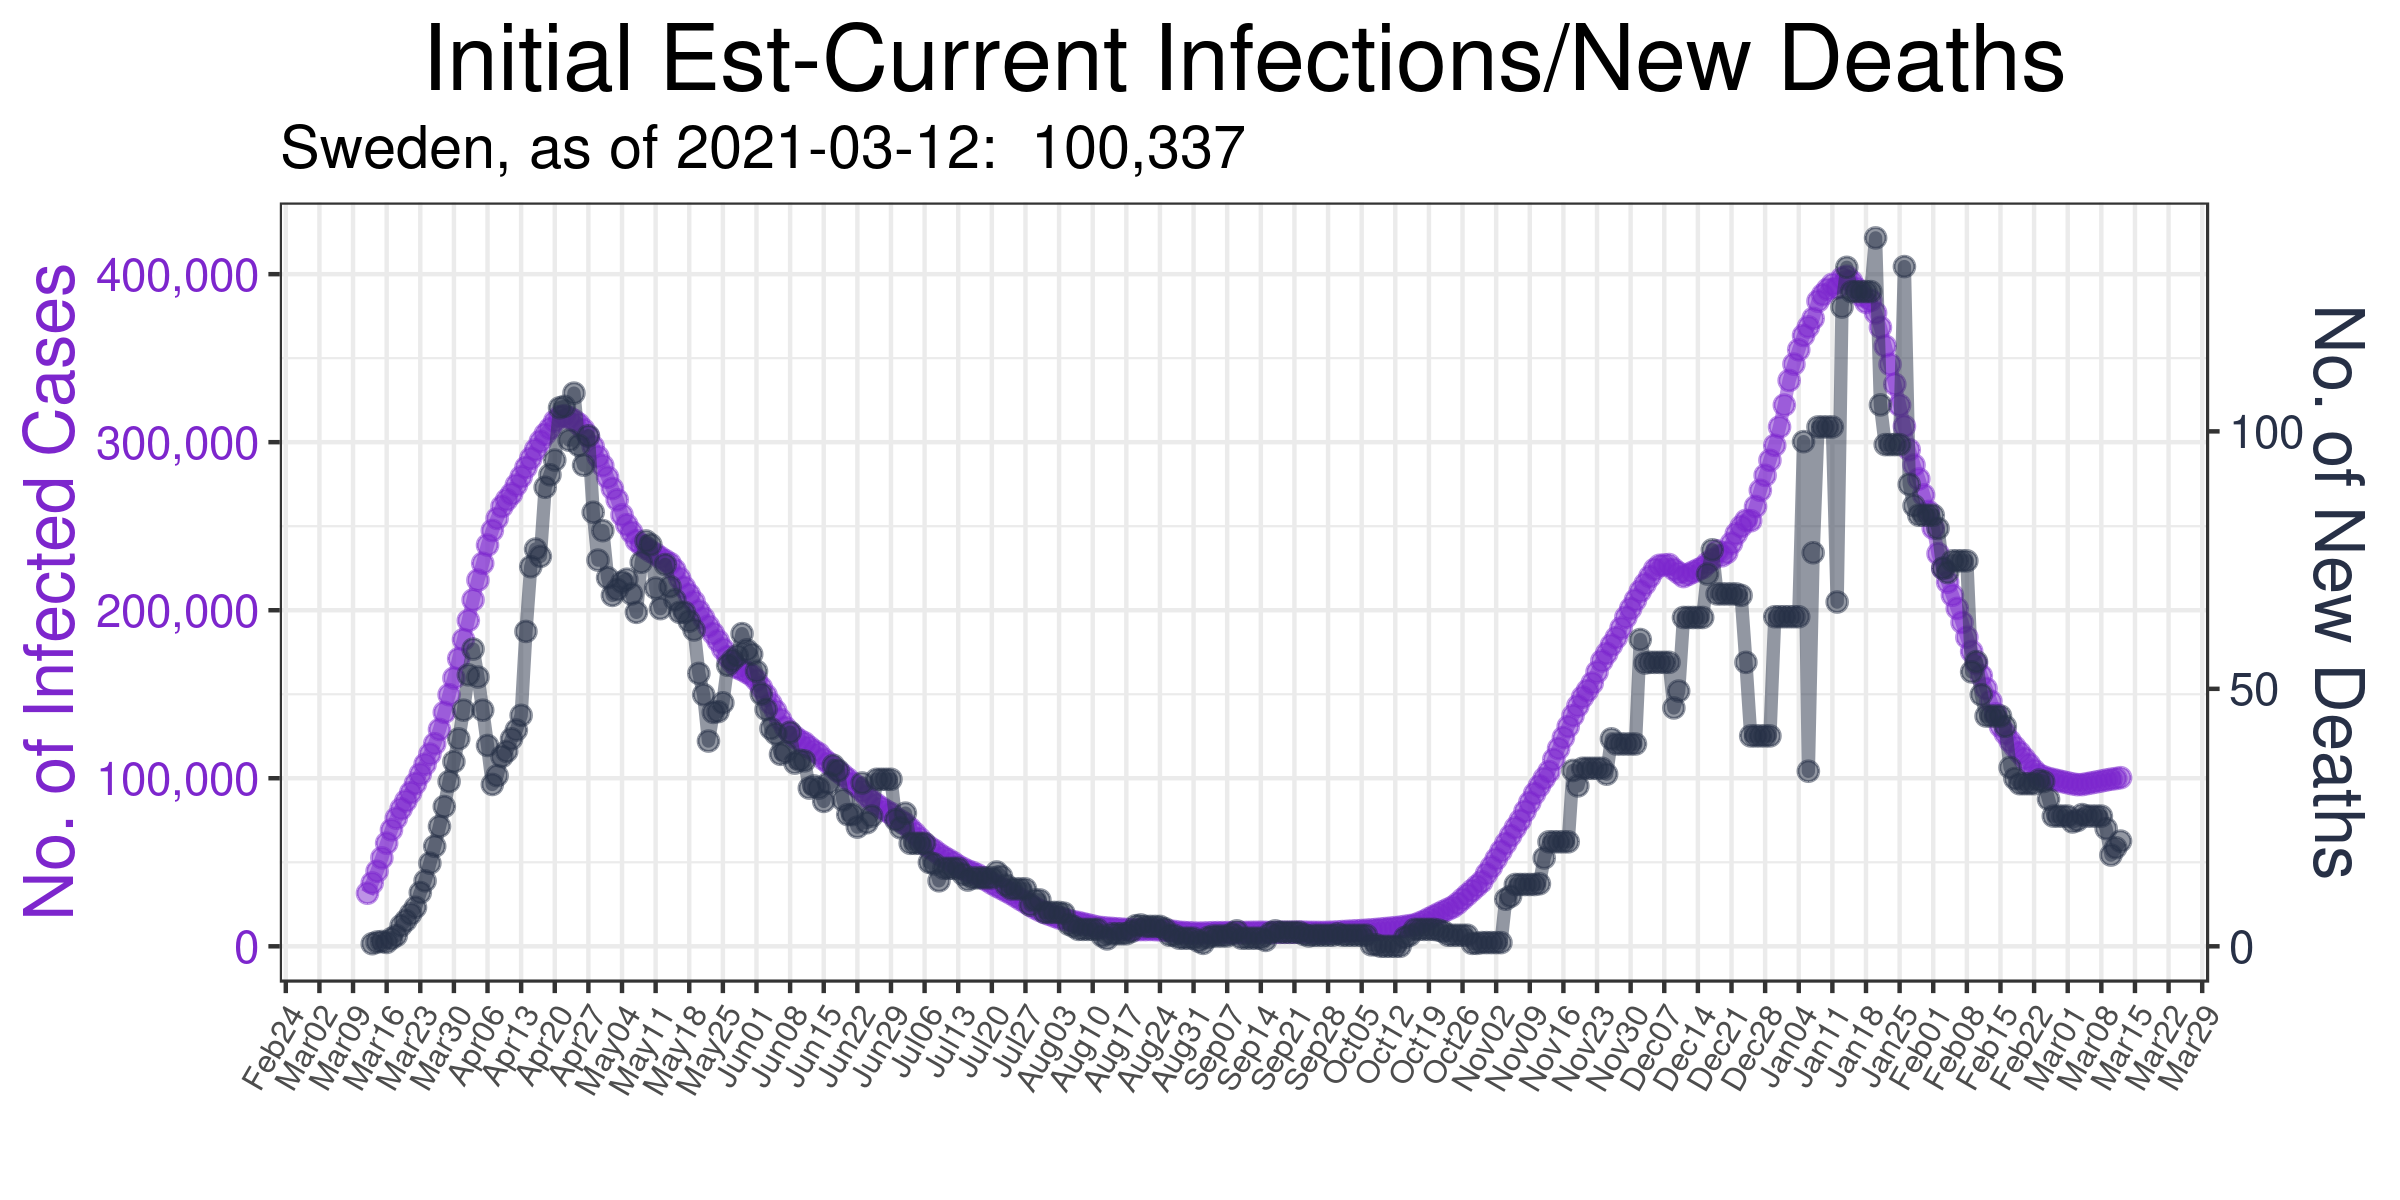 Initial Est-Current Infections/New Deaths
Sweden, as of 2021-03-12:  100,337
No. of Infected Cases
400,000
300,000
200,000
100,000
0
100
50
0
No. of New Deaths
Feb24
Mar02
Mar09
Mar16
Mar23
Mar30
Apr06
Apr13
Apr20
Apr27
May04
May11
May18
May25
Jun01
Jun08
Jun15
Jun22
Jun29
Jul06
Jul13
Jul20
Jul27
Aug03
Aug10
Aug17
Aug24
Aug31
Sep07
Sep14
Sep21
Sep28
Oct05
Oct12
Oct19
Oct26
Nov02
Nov09
Nov16
Nov23
Nov30
Dec07
Dec14
Dec21
Dec28
Jan04
Jan11
Jan18
Jan25
Feb01
Feb08
Feb15
Feb22
Mar01
Mar08
Mar15
Mar22
Mar29